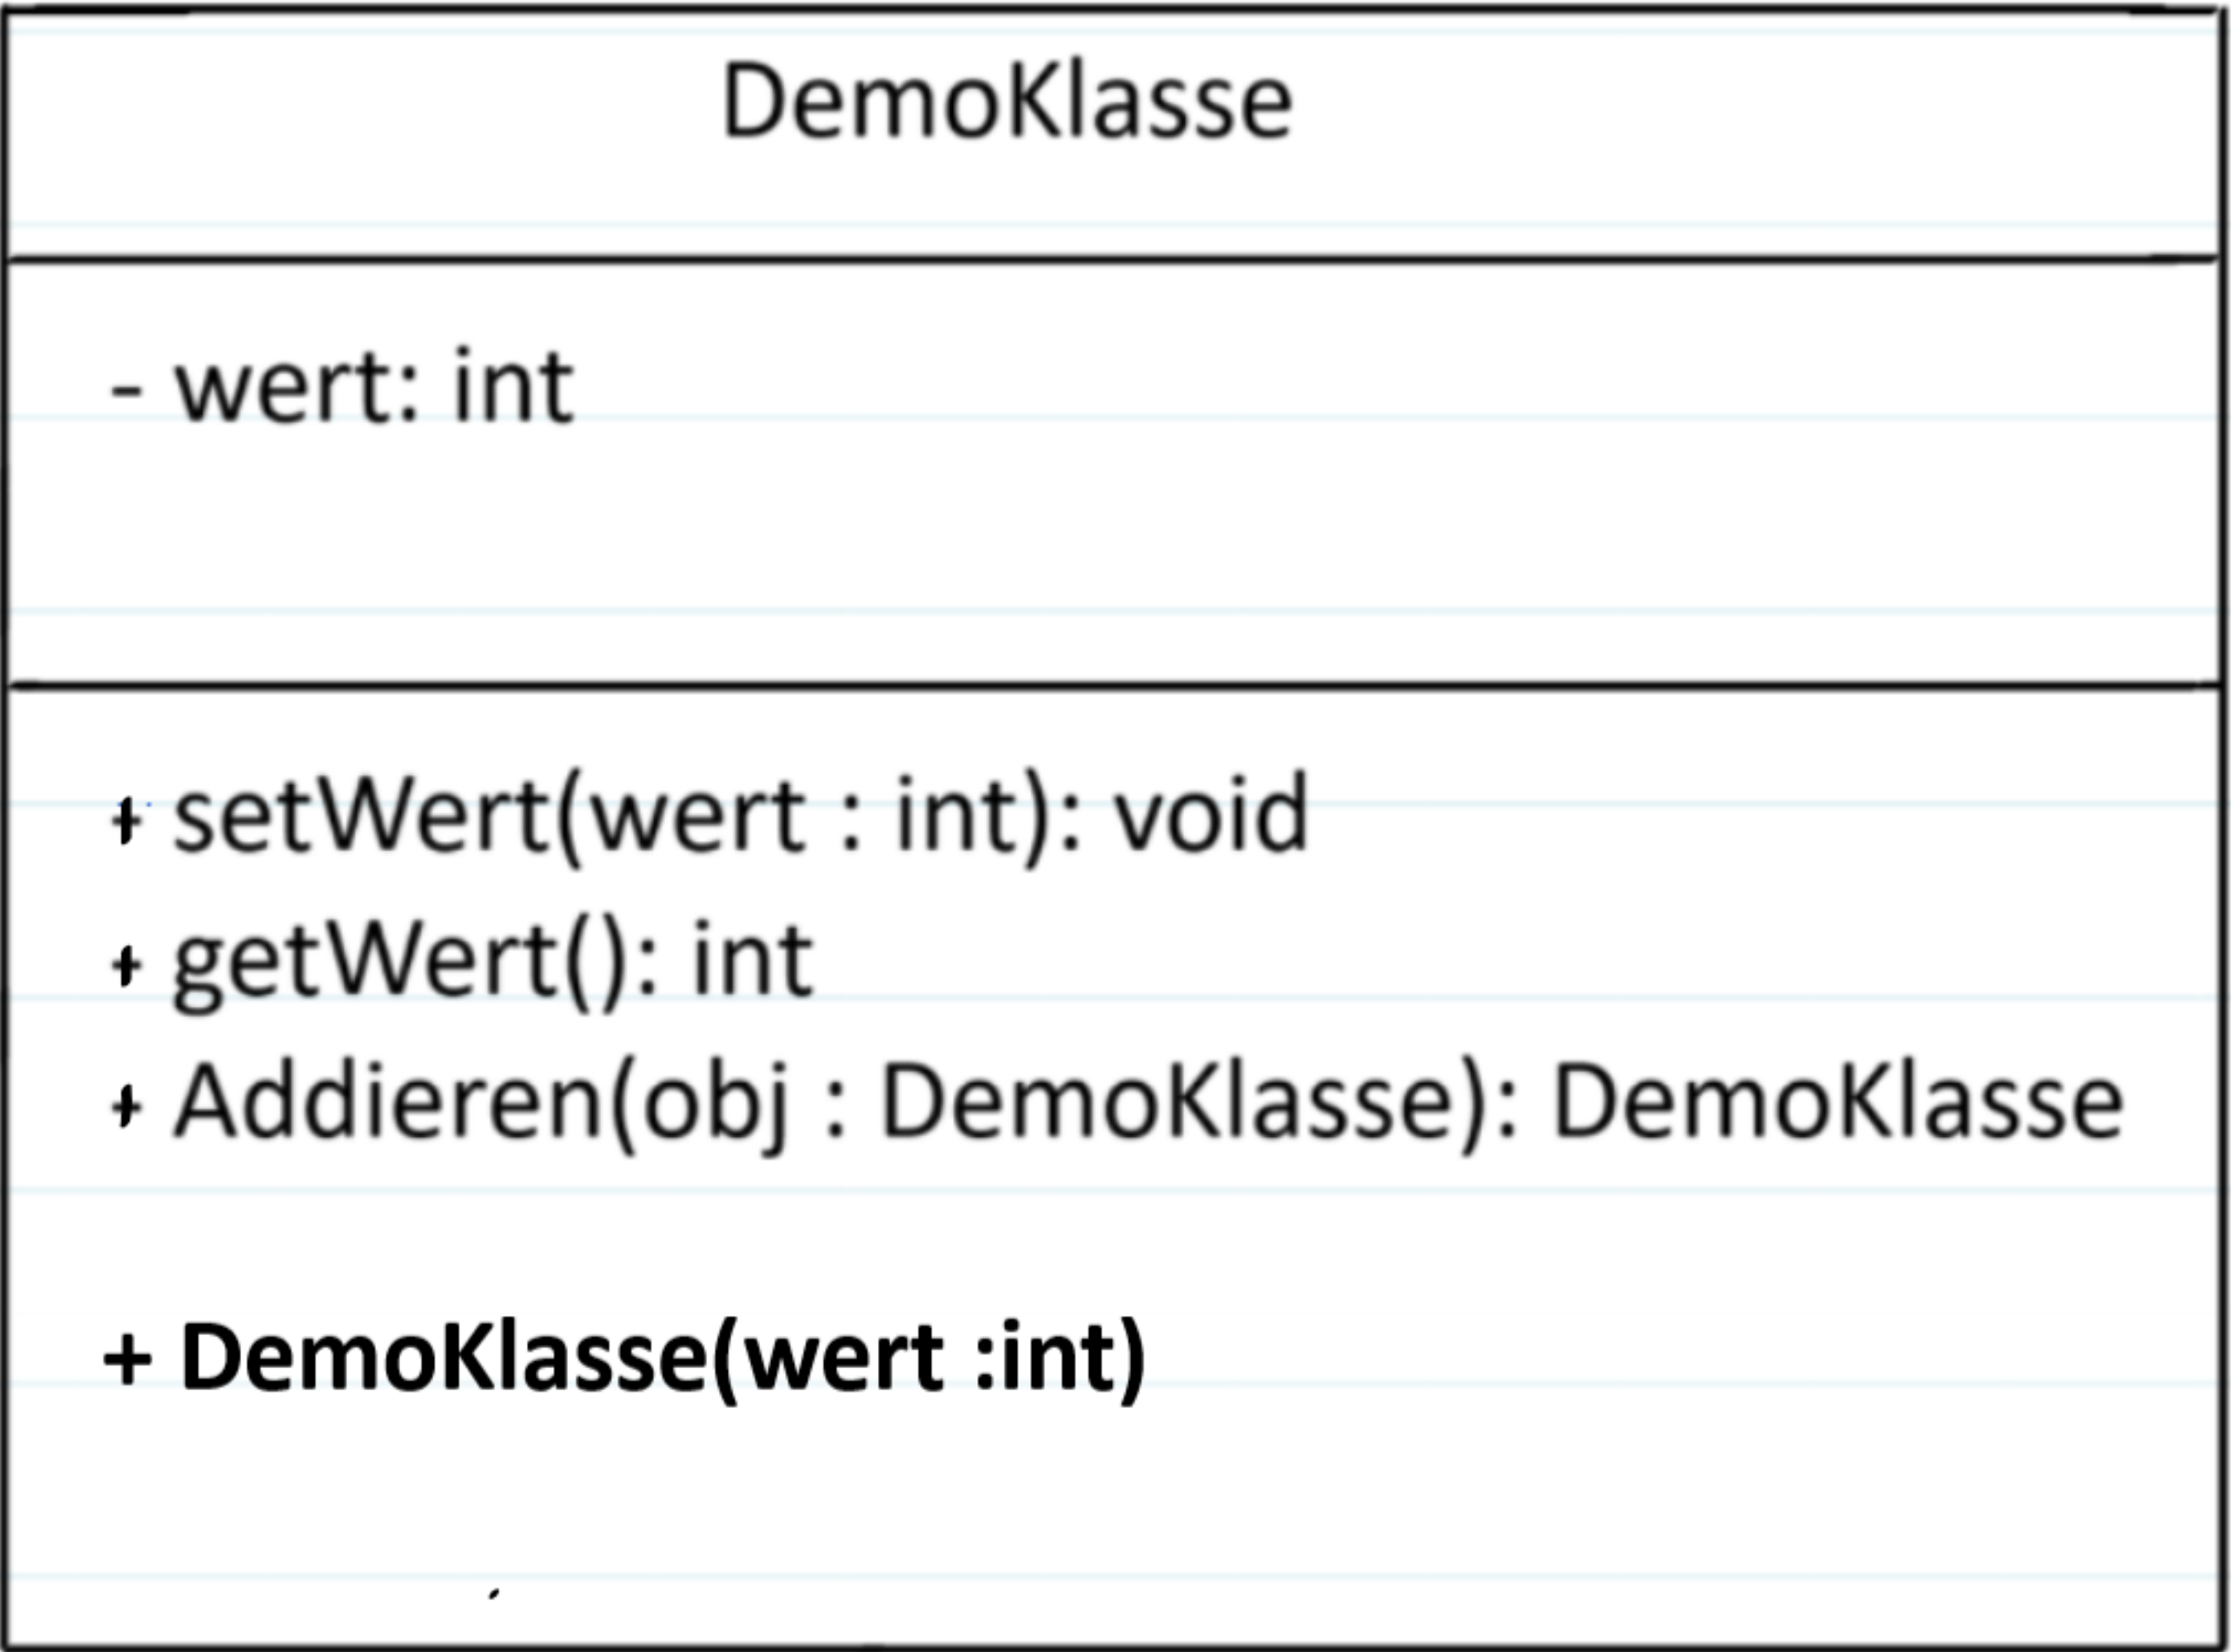 DemoKlasse
- wert: int
+ setWert(wert : int): void
+ getWert(): int
+ Addieren(obj : DemoKlasse): DemoKlasse
+ DemoKlasse(wert :int)